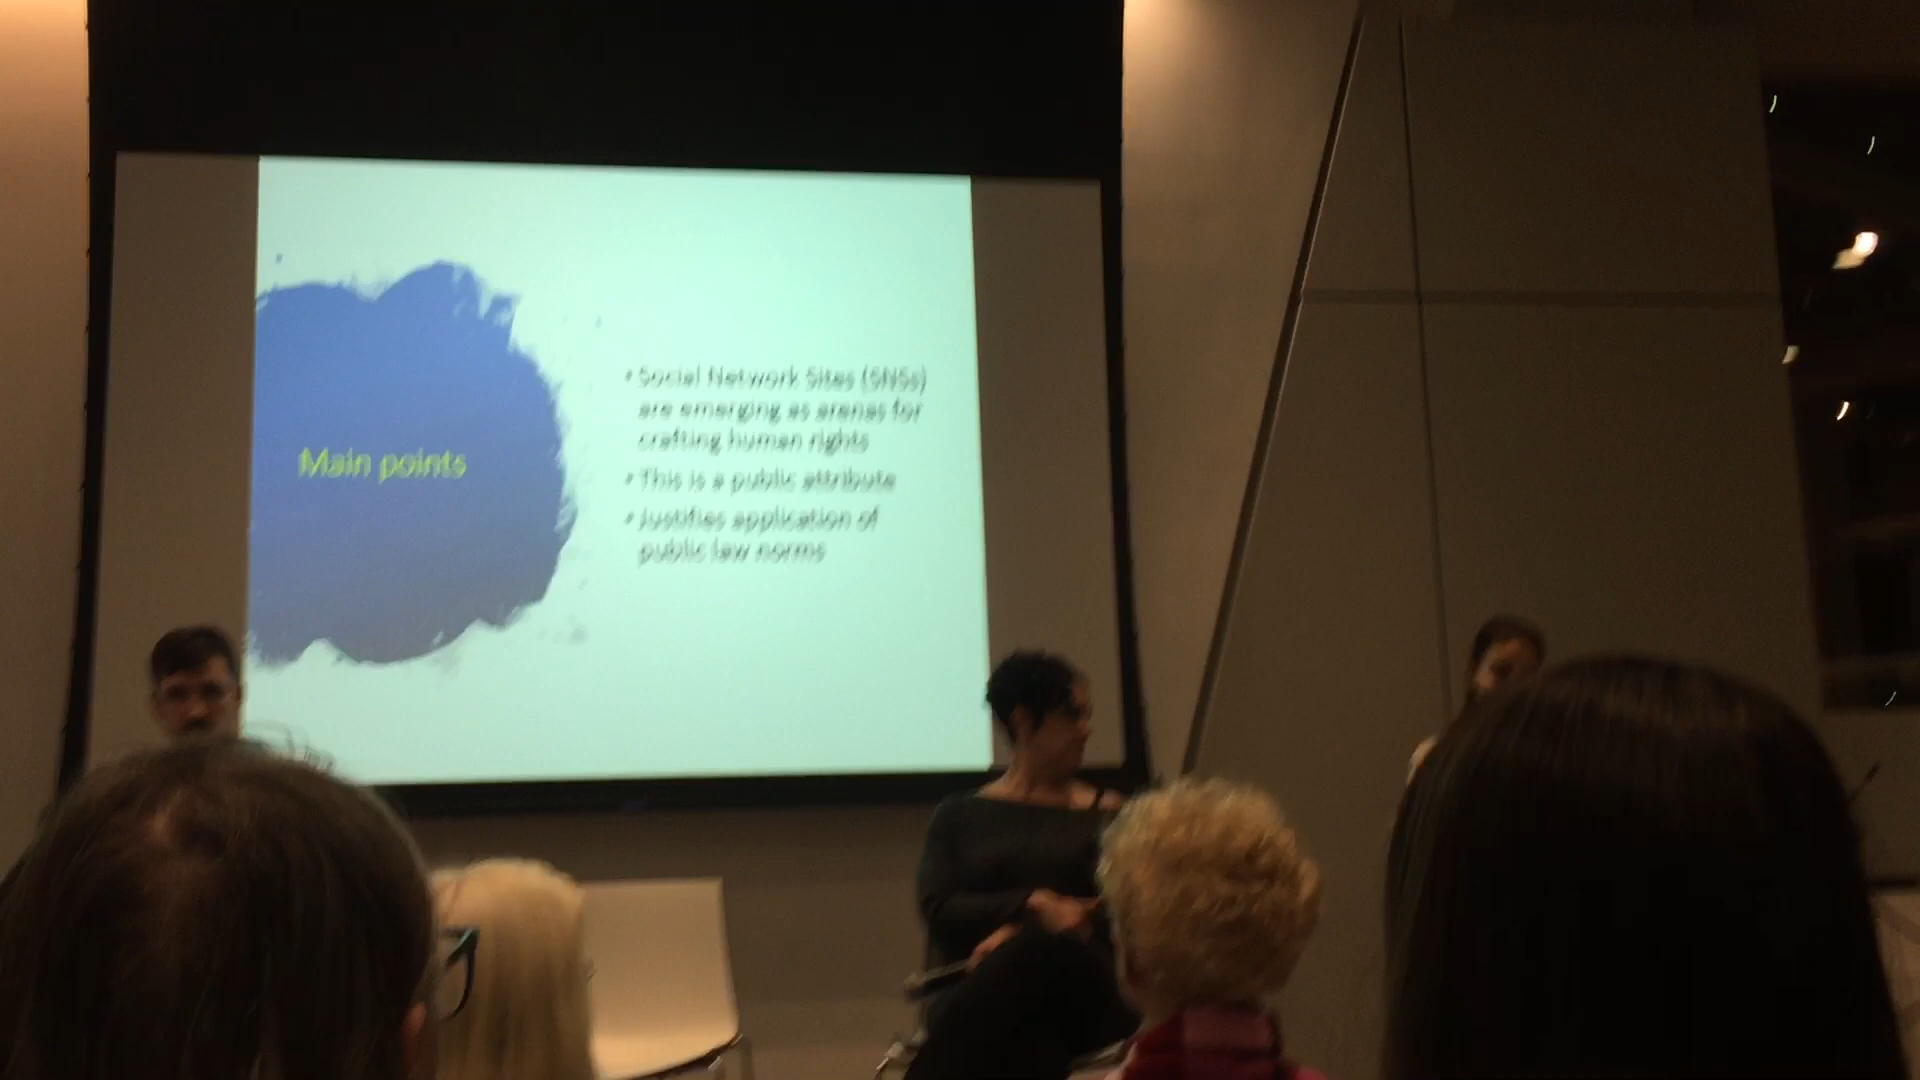 Main points
• Social Network Sites (SNSs)
are emerging as arenas for
crafting human rights
• This is a public attribute
• Justifies application of
public law norms